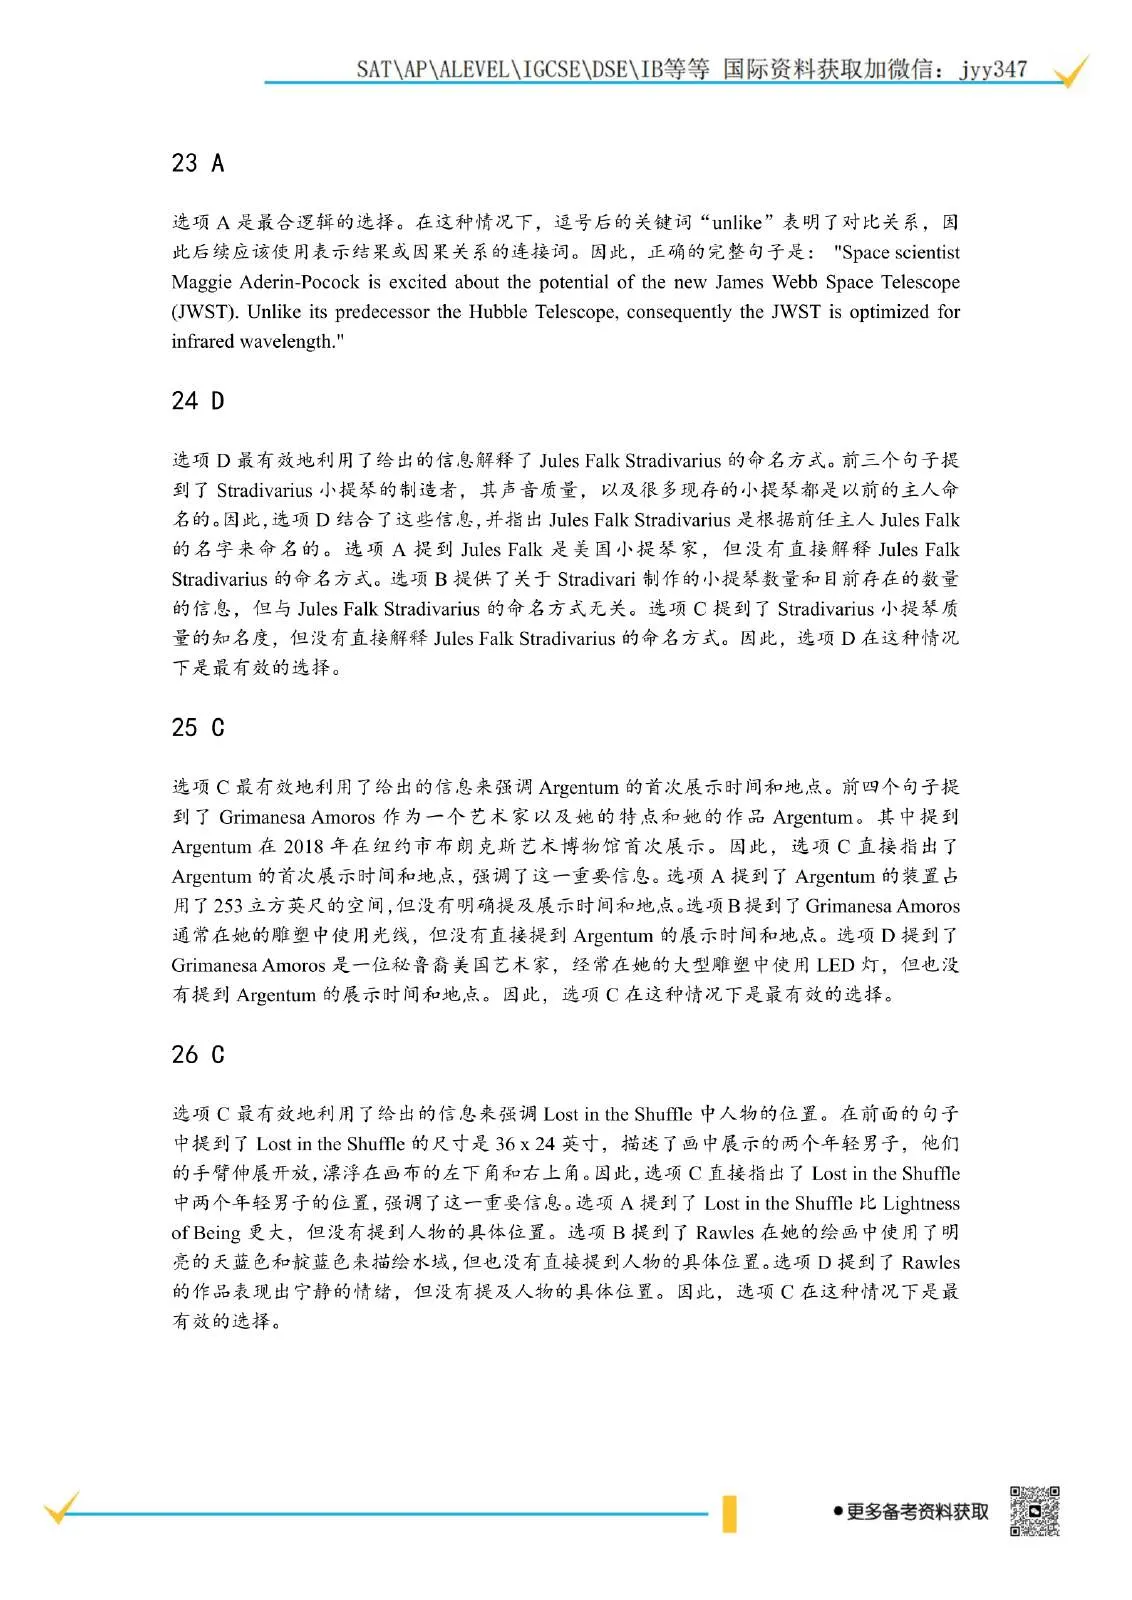 SAT\AP\ALEVEL\IGCSE\DSE\IB等等 国际资料获取加微信：jyy347
23 A
选项 A 是最合逻辑的选择。在这种情况下，逗号后的关键词“unlike”表明了对比关系，因
此后续应该使用表示结果或因果关系的连接词。因此，正确的完整句子是： "Space scientist
Maggie Aderin-Pocock is excited about the potential of the new James Webb Space Telescope
(JWST). Unlike its predecessor the Hubble Telescope, consequently the JWST is optimized for
infrared wavelength."
24 D
选项 D 最有效地利用了给出的信息解释了 Jules Falk Stradivarius 的命名方式。前三个句子提
到了 Stradivarius 小提琴的制造者，其声音质量，以及很多现存的小提琴都是以前的主人命
名的。因此,选项 D 结合了这些信息,并指出 Jules Falk Stradivarius 是根据前任主人 Jules Falk
的名字来命名的。选项 A 提到 Jules Falk 是美国小提琴家，但没有直接解释 Jules Falk
Stradivarius 的命名方式。选项 B 提供了关于 Stradivari 制作的小提琴数量和目前存在的数量
的信息，但与 Jules Falk Stradivarius 的命名方式无关。选项 C 提到了 Stradivarius 小提琴质
量的知名度，但没有直接解释 Jules Falk Stradivarius 的命名方式。因此，选项 D 在这种情况
下是最有效的选择。
25 C
选项 C 最有效地利用了给出的信息来强调 Argentum 的首次展示时间和地点。前四个句子提
到了 Grimanesa Amoros 作为一个艺术家以及她的特点和她的作品 Argentum。其中提到
Argentum 在 2018 年在纽约市布朗克斯艺术博物馆首次展示。因此，选项 C 直接指出了
Argentum 的首次展示时间和地点，强调了这一重要信息。选项 A 提到了 Argentum 的装置占
用了 253 立方英尺的空间,但没有明确提及展示时间和地点。选项 B 提到了 Grimanesa Amoros
通常在她的雕塑中使用光线，但没有直接提到 Argentum 的展示时间和地点。选项 D 提到了
Grimanesa Amoros 是一位秘鲁裔美国艺术家，经常在她的大型雕塑中使用 LED 灯，但也没
有提到 Argentum 的展示时间和地点。因此，选项 C 在这种情况下是最有效的选择。
26 C
选项 C 最有效地利用了给出的信息来强调 Lost in the Shuffle 中人物的位置。在前面的句子
中提到了 Lost in the Shuffle 的尺寸是 36 x 24 英寸，描述了画中展示的两个年轻男子，他们
的手臂伸展开放,漂浮在画布的左下角和右上角。因此,选项 C 直接指出了 Lost in the Shuffle
中两个年轻男子的位置,强调了这一重要信息。选项 A 提到了 Lost in the Shuffle 比 Lightness
of Being 更大，但没有提到人物的具体位置。选项 B 提到了 Rawles 在她的绘画中使用了明
亮的天蓝色和靛蓝色来描绘水域,但也没有直接提到人物的具体位置。选项 D 提到了 Rawles
的作品表现出宁静的情绪，但没有提及人物的具体位置。因此，选项 C 在这种情况下是最
有效的选择。
●更多备考资料获取